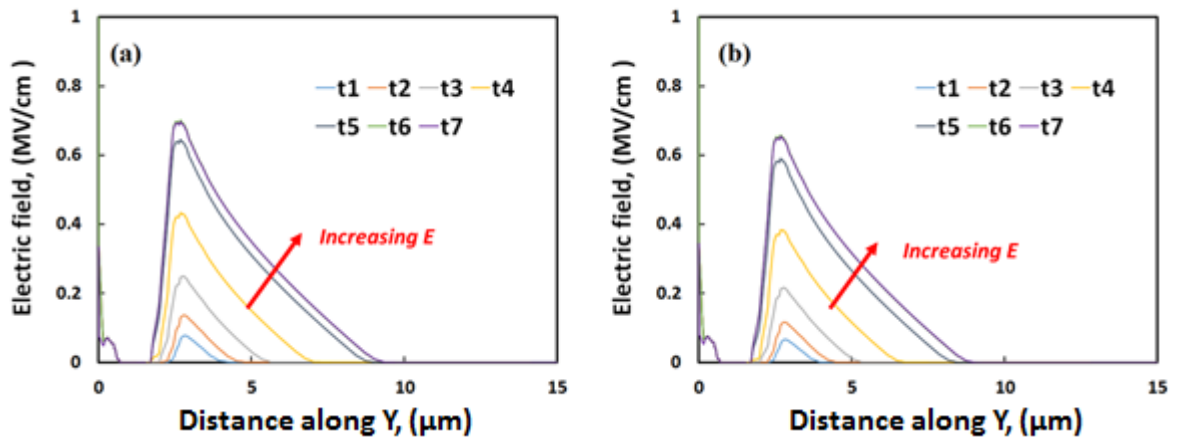 (a)
t1 t2 t3 t4
t5 t6 t7
Increasing E
Electric field, (MV/cm)
1
0.8
0.6
0.4
0.2
0
0 5 10 15
Distance along Y, (μm)
(b)
t1 t2 t3 t4
t5 t6 t7
Increasing E
Electric field, (MV/cm)
1
0.8
0.6
0.4
0.2
0
0 5 10 15
Distance along Y, (μm)